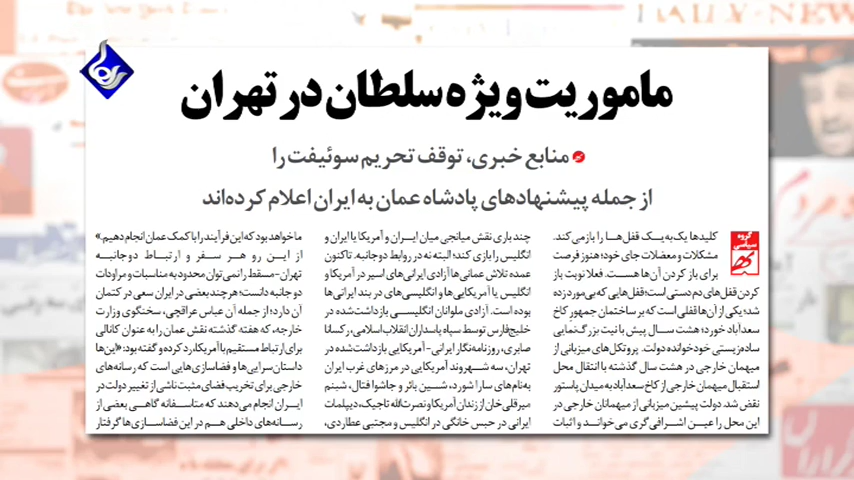 ماموریت ویژه سلطان در تهران
منابع خبری، توقف تحریم سوئیفت را
از جمله پیشنهادهای پادشاه عمان به ایران اعلام کرده‌اند
گروه
سیاسی
کلیدها یک به یک قفل‌ها را باز می کند.
مشکلات و معضلات جای خود؛ هنوز فرصت
برای باز کردن آن‌ها هست. فعلا نوبت باز
کردن قفل‌های دم دستی است؛ قفل‌هایی که بی‌مورد زده
شد؛ یکی از آن‌ها قفلی است که بر ساختمان جمهور کاخ
سعدآباد خورد؛ هشت سال پیش با نیت بزرگ‌نمایی
ساده‌زیستی خودخوانده دولت. پروتکل‌های میزبانی از
میهمان خارجی در هشت سال گذشته با انتقال محل
استقبال میهمان خارجی از کاخ سعدآباد به میدان پاستور
نقض شد. دولت پیشین میزبانی از میهمانان خارجی در
این محل را عین اشرافی‌گری می‌خواند و اثبات
چند باری نقش میانجی میان ایران و آمریکا یا ایران و
انگلیس را بازی کند؛ البته نه در روابط دوجانبه. تاکنون
عمده تلاش عمانی‌ها آزادی ایرانی‌های اسیر در آمریکا و
انگلیس یا آمریکایی‌ها و انگلیسی‌های در بند ایرانی‌ها
بوده است. آزادی ملوانان انگلیسی بازداشت‌شده در
خلیج‌فارس توسط سپاه پاسداران انقلاب اسلامی، رکسانا
صابری، روزنامه‌نگار ایرانی-آمریکایی بازداشت‌شده در
تهران، سه شهروند آمریکایی در مرزهای غرب ایران
به نام‌های سارا شورد، شین بائر و جاشوا فتال، شبنم
میرقلی‌خان از زندان آمریکا و نصرت‌الله تاجیک، دیپلمات
ایرانی در حبس خانگی در انگلیس و مجتبی عطاردی،
ما خواهد بود که این فرآیند را با کمک عمان انجام دهیم.»
از این رو هر سفر و ارتباط دوجانبه
تهران-مسقط را نمی‌توان محدود به مناسبات و مراودات
دوجانبه دانست؛ هرچند بعضی در ایران سعی در کتمان
آن دارد؛ از جمله آن عباس عراقچی، سخنگوی وزارت
خارجه، که هفته گذشته نقش عمان را به عنوان کانالی
برای ارتباط مستقیم با آمریکا رد کرده و گفته بود: «این‌ها
داستان‌سرایی‌ها و فضاسازی‌هایی است که رسانه‌های
خارجی برای تخریب فضای مثبت ناشی از تغییر دولت در
ایران انجام می‌دهند که متاسفانه گاهی بعضی از
رسانه‌های داخلی هم در این فضاسازی‌ها گرفتار
DAILY-NEW